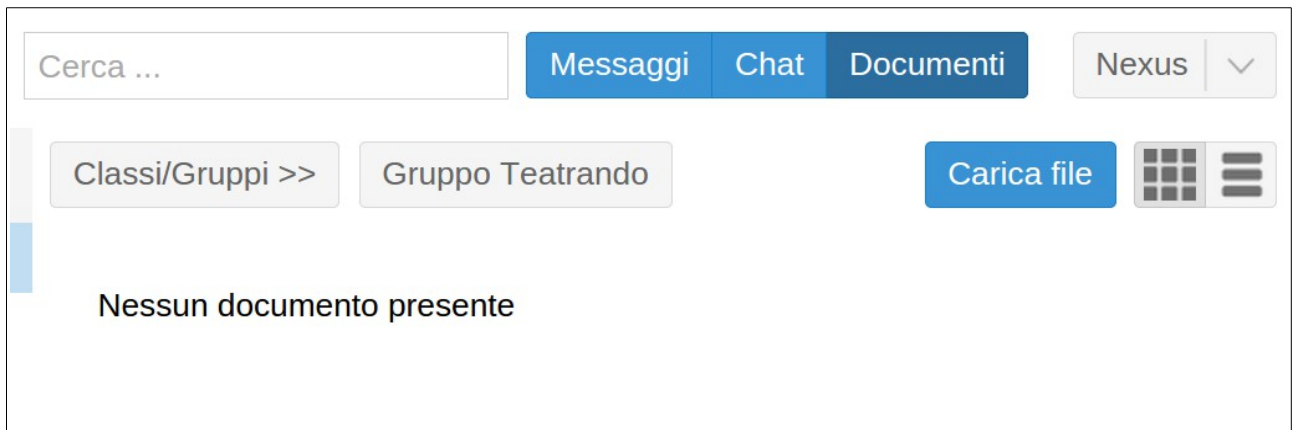 Cerca ... Messaggi Chat Documenti Nexus
Classi/Gruppi >> Gruppo Teatrando Carica file
Nessun documento presente